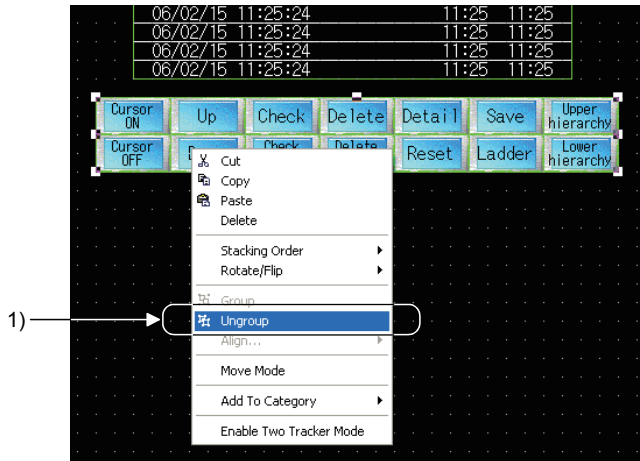 06/02/15 11:25:24 11:25 11:25
06/02/15 11:25:24 11:25 11:25
06/02/15 11:25:24 11:25 11:25
06/02/15 11:25:24 11:25 11:25
Cursor ON Up Check Delete Detail Save Upper hierarchy
Cursor OFF Check Delete Reset Ladder Lower hierarchy
Cut
Copy
Paste
Delete
Stacking Order
Rotate/Flip
Group
1) Ungroup
Align...
Move Mode
Add To Category
Enable Two Tracker Mode